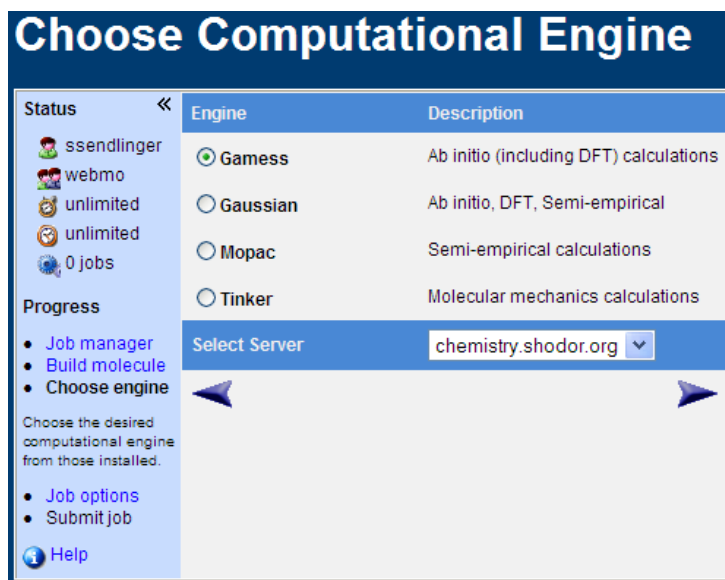 Choose Computational Engine
Status «
ssendlinger
webmo
unlimited
unlimited
0 jobs
Progress
• Job manager
• Build molecule
• Choose engine
Choose the desired
computational engine
from those installed.
• Job options
• Submit job
Help
Engine Description
Gamess Ab initio (including DFT) calculations
Gaussian Ab initio, DFT, Semi-empirical
Mopac Semi-empirical calculations
Tinker Molecular mechanics calculations
Select Server chemistry.shodor.org